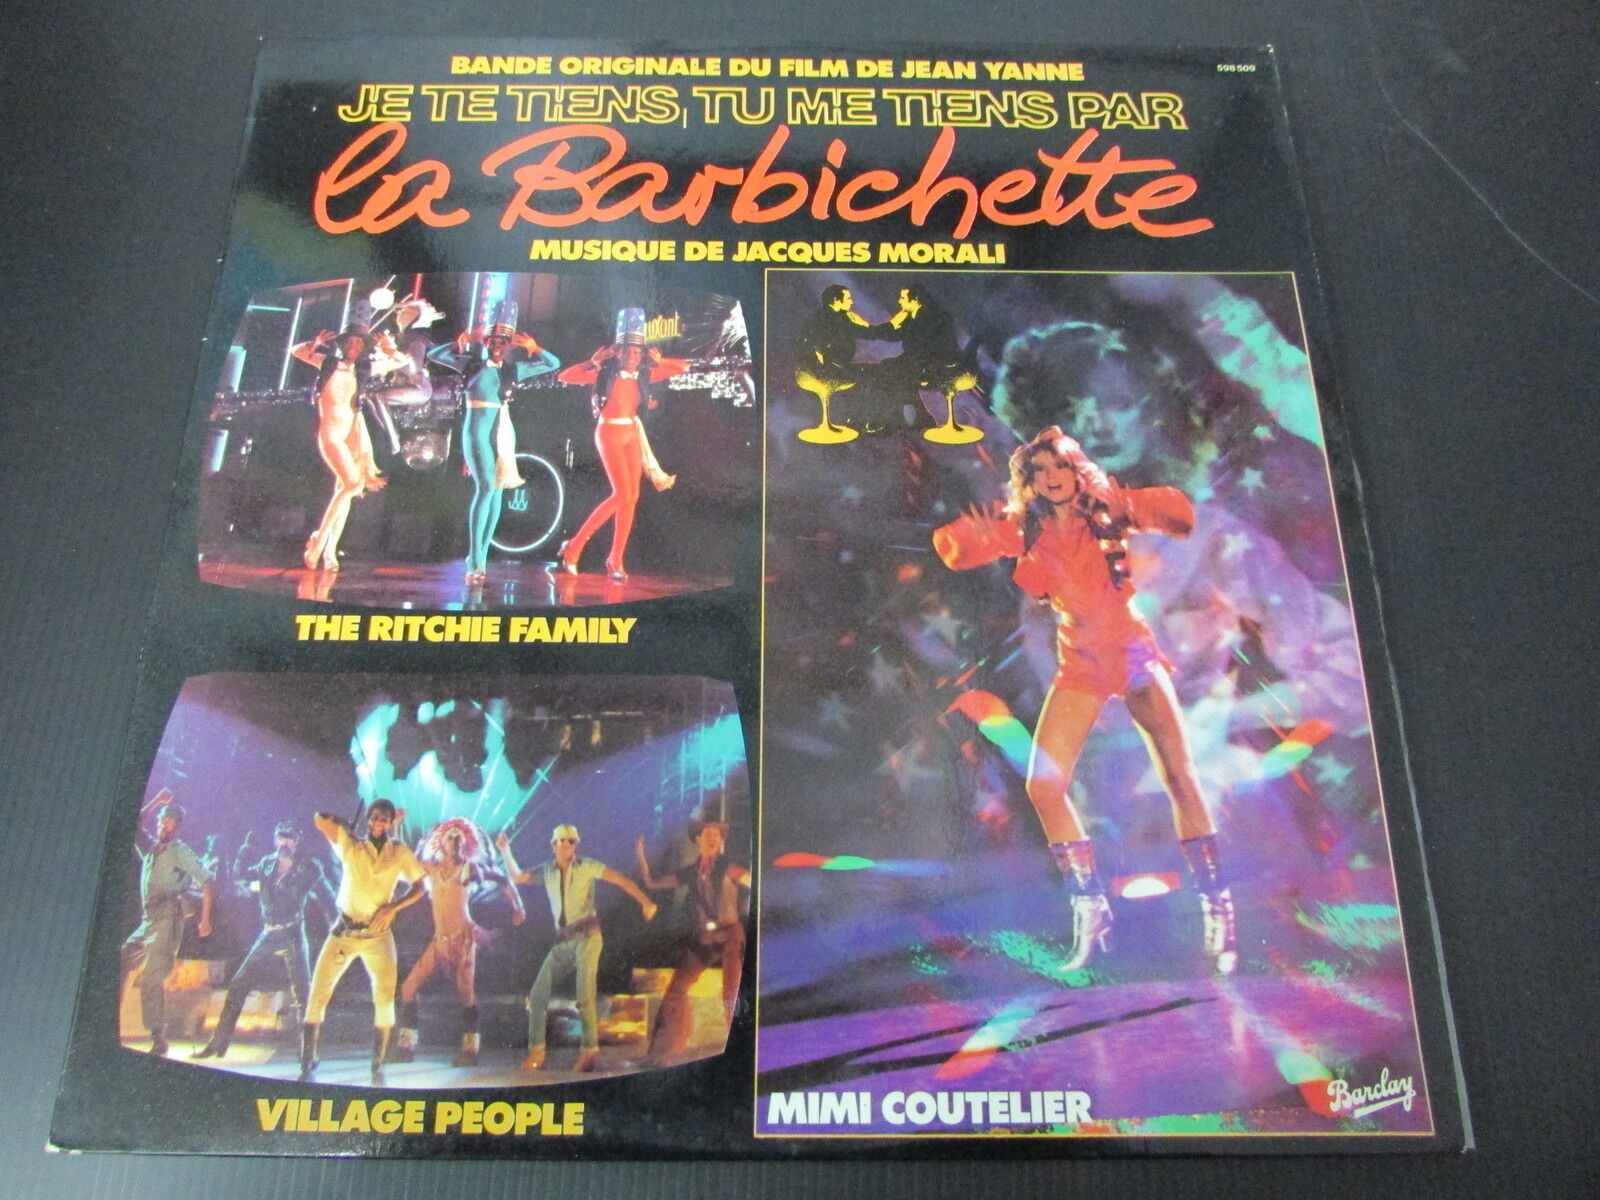 BANDE ORIGINALE DU FILM DE JEAN YANNE
598 509
JE TE TIENS, TU ME TIENS PAR
la Barbichette
MUSIQUE DE JACQUES MORALI
THE RITCHIE FAMILY
VILLAGE PEOPLE
MIMI COUTELIER
Barclay